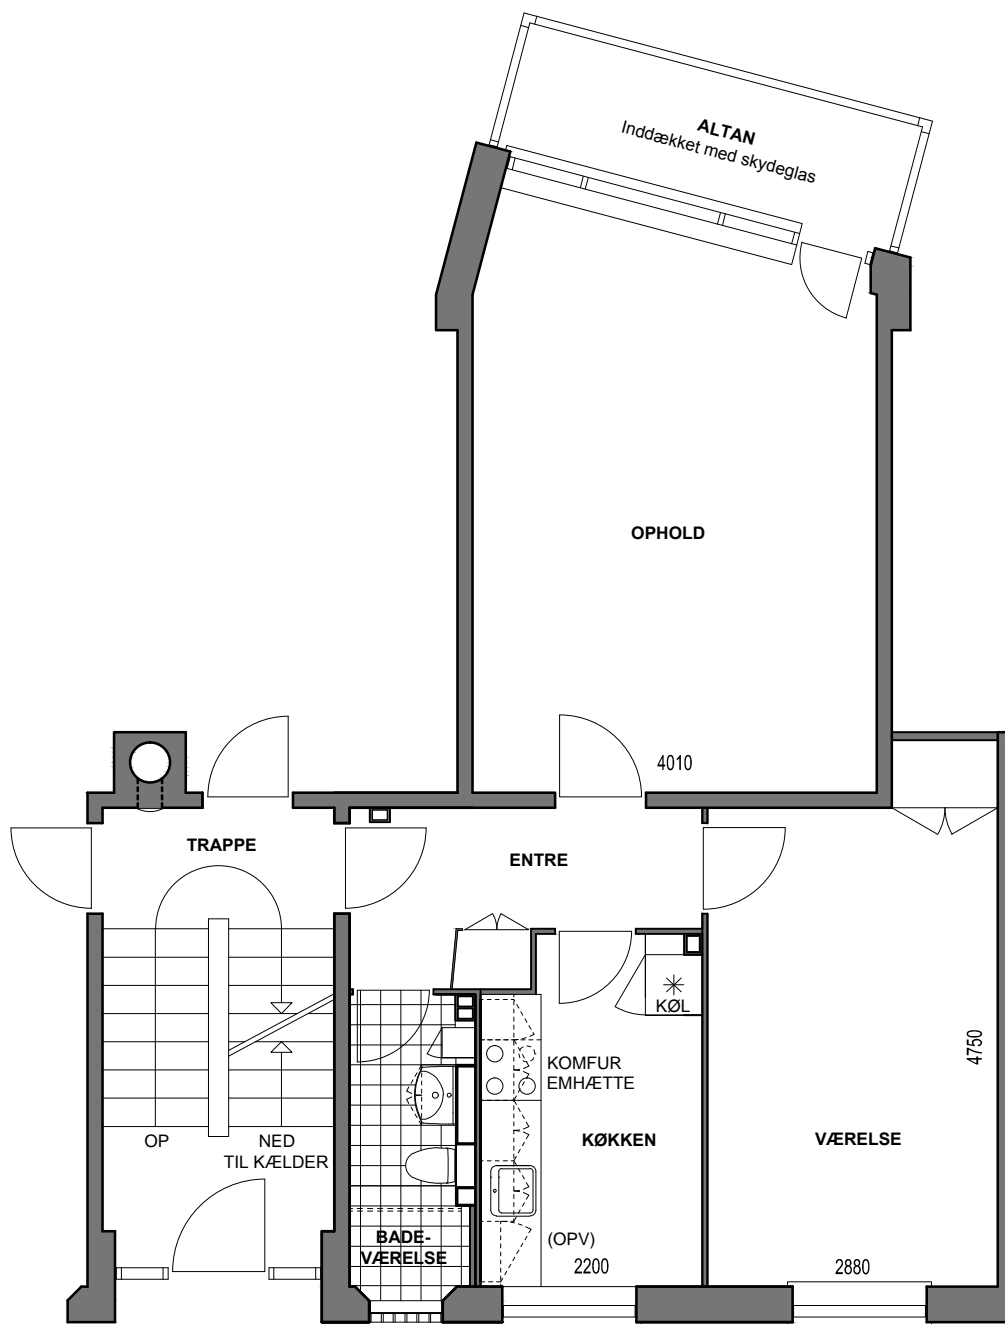 ALTAN
Inddækket med skydeglas
OPHOLD
4010
TRAPPE
ENTRE
KØL
KOMFUR
EMHÆTTE
4750
OP
NED
TIL KÆLDER
KØKKEN
VÆRELSE
BADE-
VÆRELSE
(OPV)
2200
2880